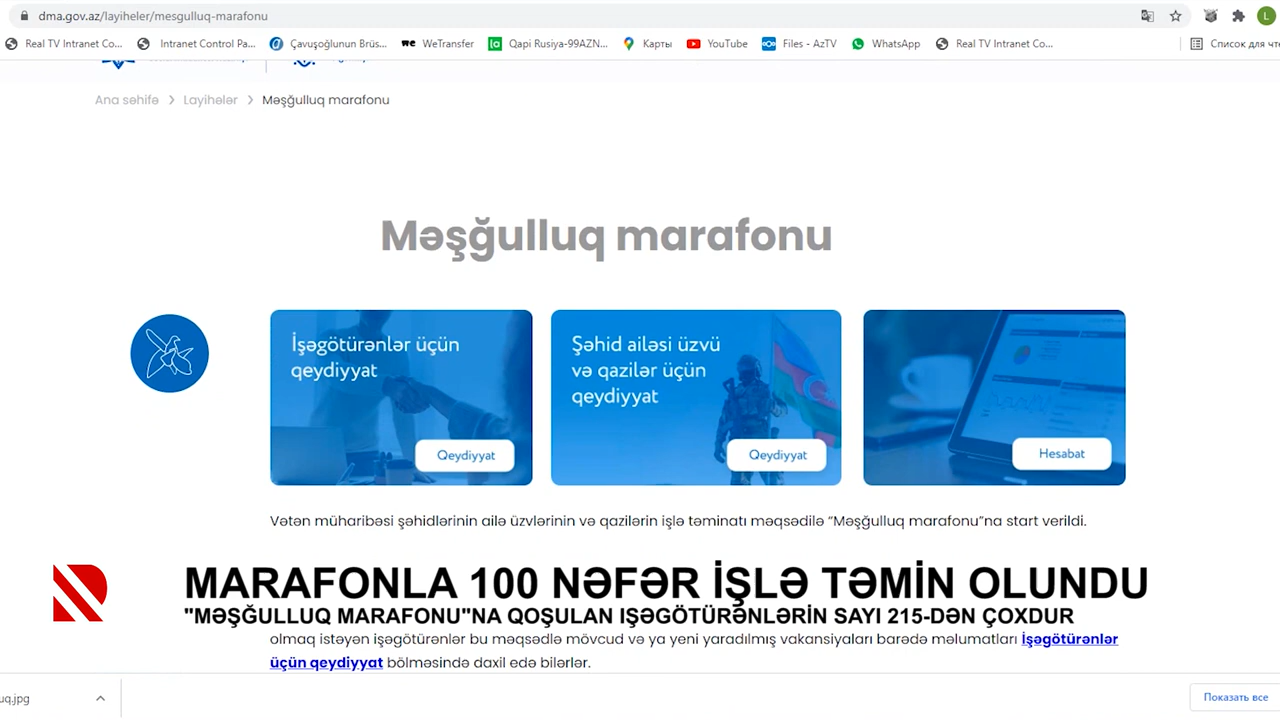 dma.gov.az/layiheler/mesgulluq-marafonu
L
Real TV Intranet Co... Intranet Control Pa... Çavuşoğlunun Brüs... WeTransfer Qapi Rusiya-99AZN... Карты YouTube Files - AzTV WhatsApp Real TV Intranet Co... Список для чте
Ana səhifə > Layihələr > Məşğulluq marafonu
Məşğulluq marafonu
İşəgötürənlər üçün
qeydiyyat
Qeydiyyat
Şəhid ailəsi üzvü
və qazilər üçün
qeydiyyat
Qeydiyyat
Hesabat
Vətən müharibəsi şəhidlərinin ailə üzvlərinin və qazilərin işlə təminatı məqsədilə “Məşğulluq marafonu”na start verildi.
MARAFONLA 100 NƏFƏR İŞLƏ TƏMİN OLUNDU
"MƏŞĞULLUQ MARAFONU"NA QOŞULAN IŞƏGÖTÜRƏNLƏRİN SAYI 215-DƏN ÇOXDUR
olmaq istəyən işəgötürənlər bu məqsədlə mövcud və ya yeni yaradılmış vakansiyaları barədə məlumatları İşəgötürənlər
üçün qeydiyyat bölməsində daxil edə bilərlər.
uq.jpg
Показать все